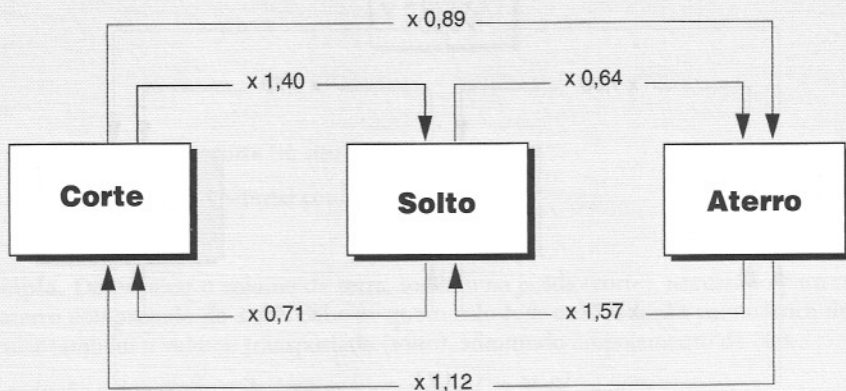 x 0,89
x 1,40
x 0,64
Corte
Solto
Aterro
x 0,71
x 1,57
x 1,12